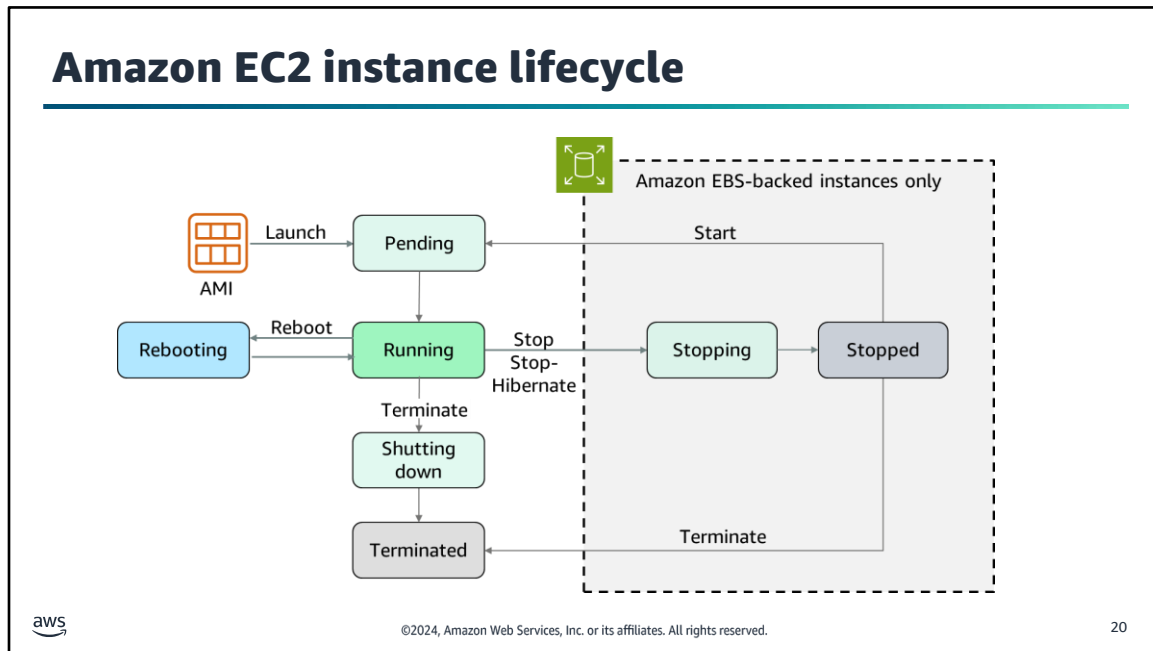 Amazon EC2 instance lifecycle
Amazon EBS-backed instances only
Launch
Pending
Start
AMI
Rebooting
Reboot
Running
Stop
Stop-
Hibernate
Stopping
Stopped
Terminate
Shutting
down
Terminated
Terminate
aws
©2024, Amazon Web Services, Inc. or its affiliates. All rights reserved.
20